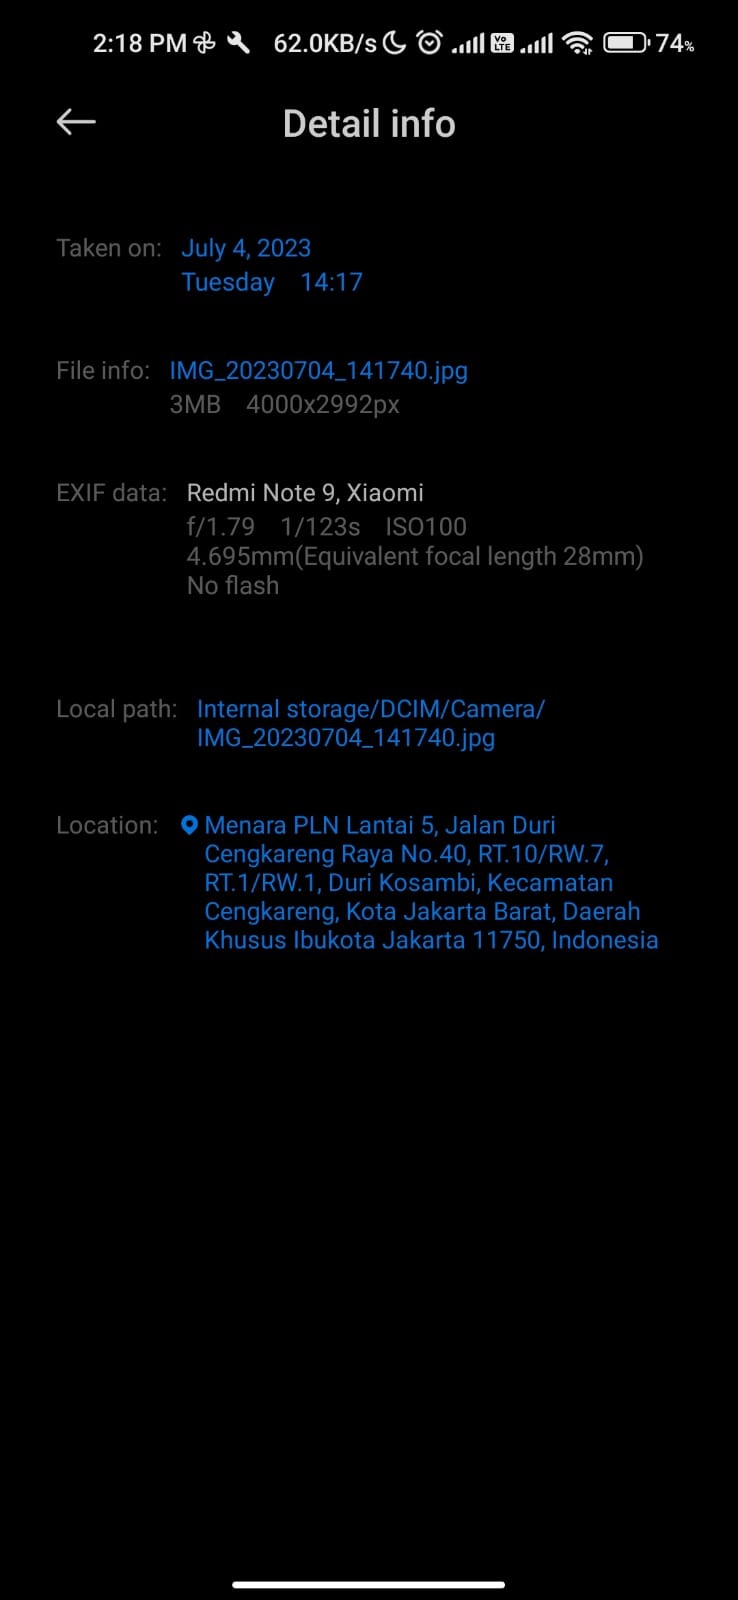 2:18 PM 62.0KB/s Vo LTE 74%
Detail info
Taken on: July 4, 2023
Tuesday 14:17
File info: IMG_20230704_141740.jpg
3MB 4000x2992px
EXIF data: Redmi Note 9, Xiaomi
f/1.79 1/123s ISO100
4.695mm(Equivalent focal length 28mm)
No flash
Local path: Internal storage/DCIM/Camera/
IMG_20230704_141740.jpg
Location: Menara PLN Lantai 5, Jalan Duri
Cengkareng Raya No.40, RT.10/RW.7,
RT.1/RW.1, Duri Kosambi, Kecamatan
Cengkareng, Kota Jakarta Barat, Daerah
Khusus Ibukota Jakarta 11750, Indonesia